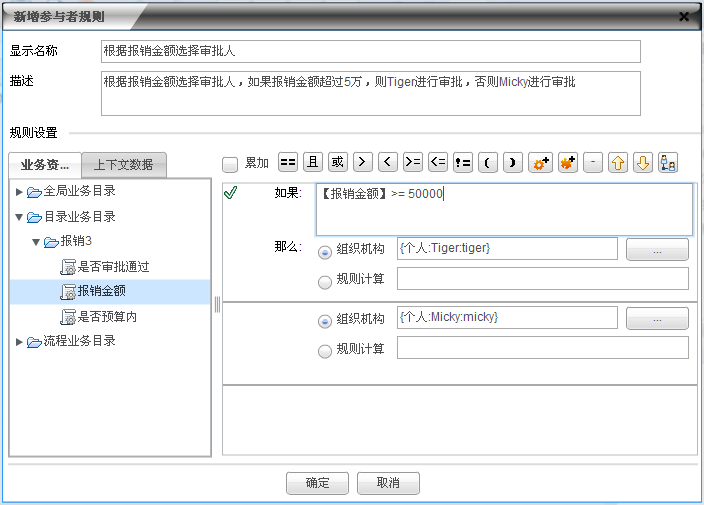 新增参与者规则
显示名称
根据报销金额选择审批人
描述
根据报销金额选择审批人，如果报销金额超过5万，则Tiger进行审批，否则Micky进行审批
规则设置
业务资...
上下文数据
累加 == 且 或 > < >= <= != ( ) -
全局业务目录
目录业务目录
报销3
是否审批通过
报销金额
是否预算内
流程业务目录
如果:
【报销金额】>= 50000
那么:
组织机构
{个人:Tiger:tiger}
...
规则计算
组织机构
{个人:Micky:micky}
...
规则计算
确定
取消